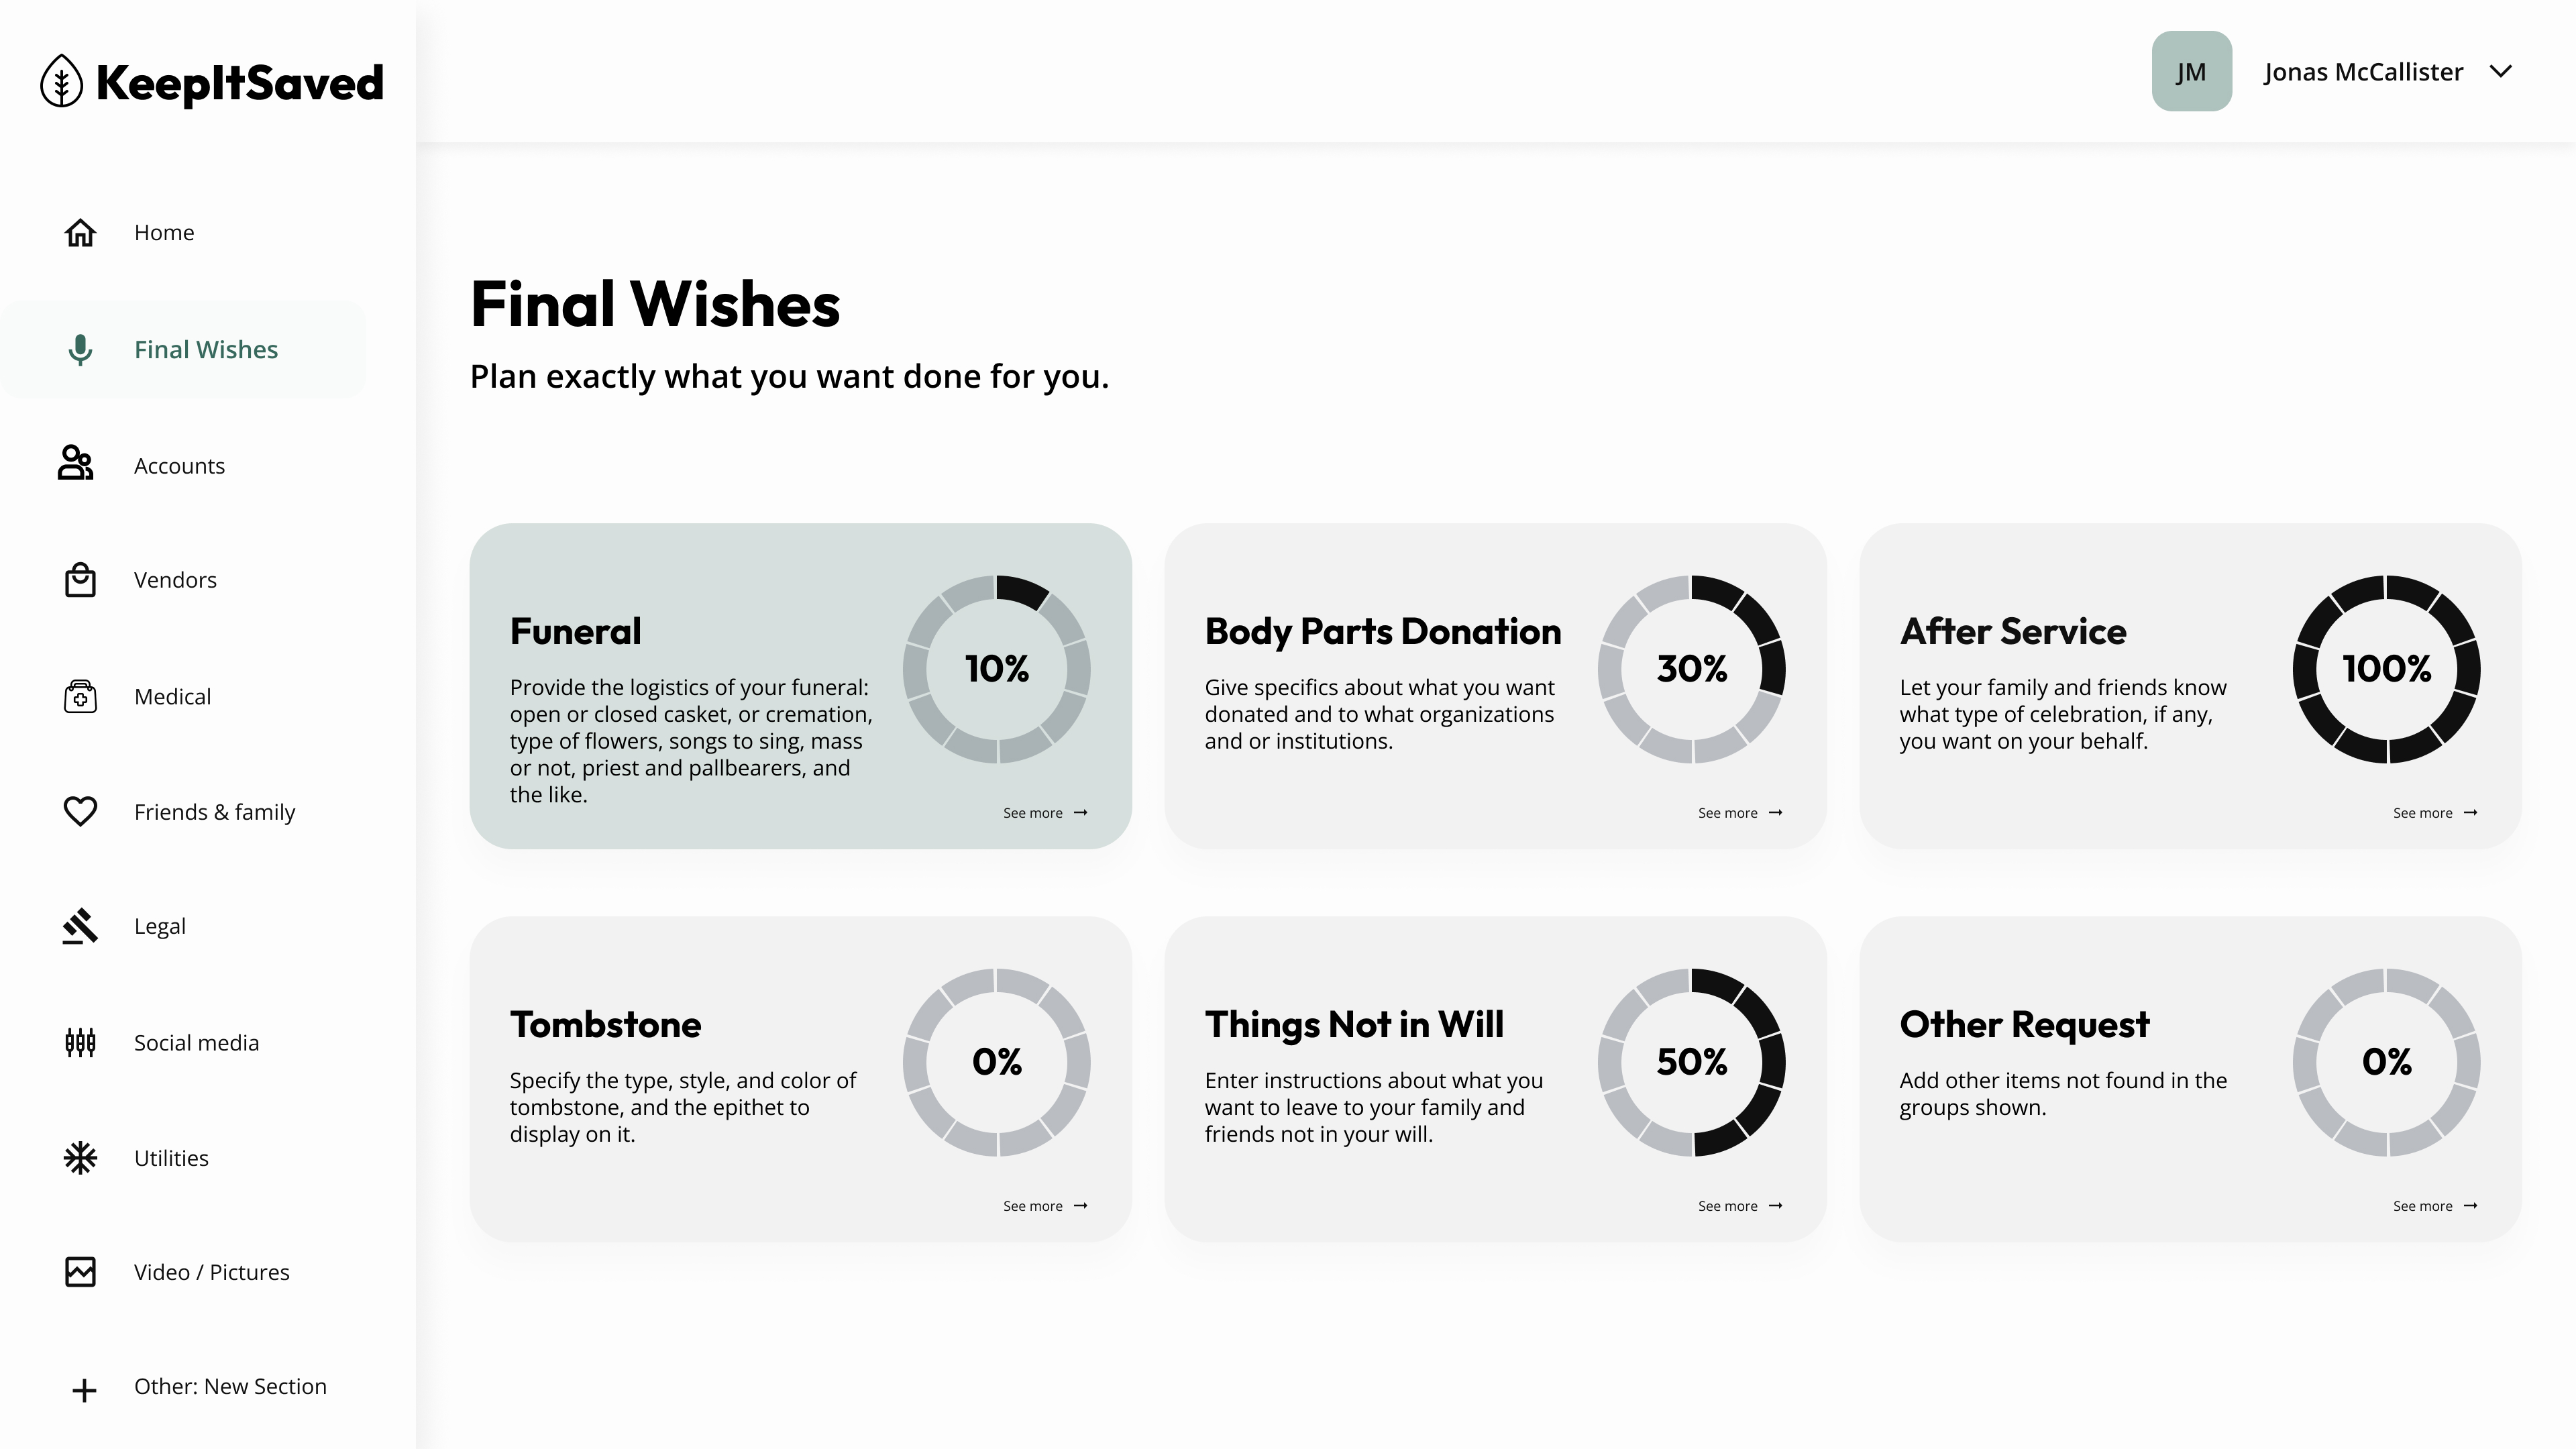 KeepItSaved
JM
Jonas McCallister
Home
Final Wishes
Accounts
Vendors
Medical
Friends & family
Legal
Social media
Utilities
Video / Pictures
Other: New Section
Final Wishes
Plan exactly what you want done for you.
Funeral
Provide the logistics of your funeral:
open or closed casket, or cremation,
type of flowers, songs to sing, mass
or not, priest and pallbearers, and
the like.
10%
See more
Body Parts Donation
Give specifics about what you want
donated and to what organizations
and or institutions.
30%
See more
After Service
Let your family and friends know
what type of celebration, if any,
you want on your behalf.
100%
See more
Tombstone
Specify the type, style, and color of
tombstone, and the epithet to
display on it.
0%
See more
Things Not in Will
Enter instructions about what you
want to leave to your family and
friends not in your will.
50%
See more
Other Request
Add other items not found in the
groups shown.
0%
See more